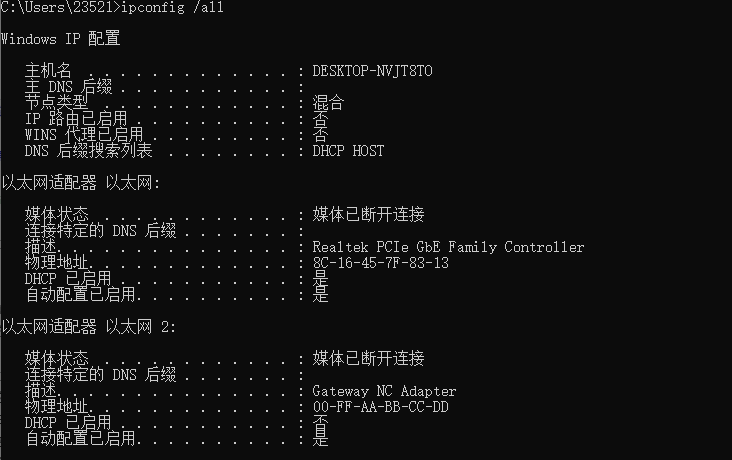 C:\Users\23521>ipconfig /all
Windows IP 配置
主机名 . . . . . . . . . . . . . : DESKTOP-NVJT8TO
主 DNS 后缀 . . . . . . . . . . . :
节点类型 . . . . . . . . . . . . : 混合
IP 路由已启用 . . . . . . . . . . : 否
WINS 代理已启用 . . . . . . . . . : 否
DNS 后缀搜索列表 . . . . . . . . : DHCP HOST
以太网适配器 以太网:
媒体状态 . . . . . . . . . . . . : 媒体已断开连接
连接特定的 DNS 后缀 . . . . . . . :
描述. . . . . . . . . . . . . . . : Realtek PCIe GbE Family Controller
物理地址. . . . . . . . . . . . . : 8C-16-45-7F-83-13
DHCP 已启用 . . . . . . . . . . . : 是
自动配置已启用. . . . . . . . . . : 是
以太网适配器 以太网 2:
媒体状态 . . . . . . . . . . . . : 媒体已断开连接
连接特定的 DNS 后缀 . . . . . . . :
描述. . . . . . . . . . . . . . . : Gateway NC Adapter
物理地址. . . . . . . . . . . . . : 00-FF-AA-BB-CC-DD
DHCP 已启用 . . . . . . . . . . . : 否
自动配置已启用. . . . . . . . . . : 是